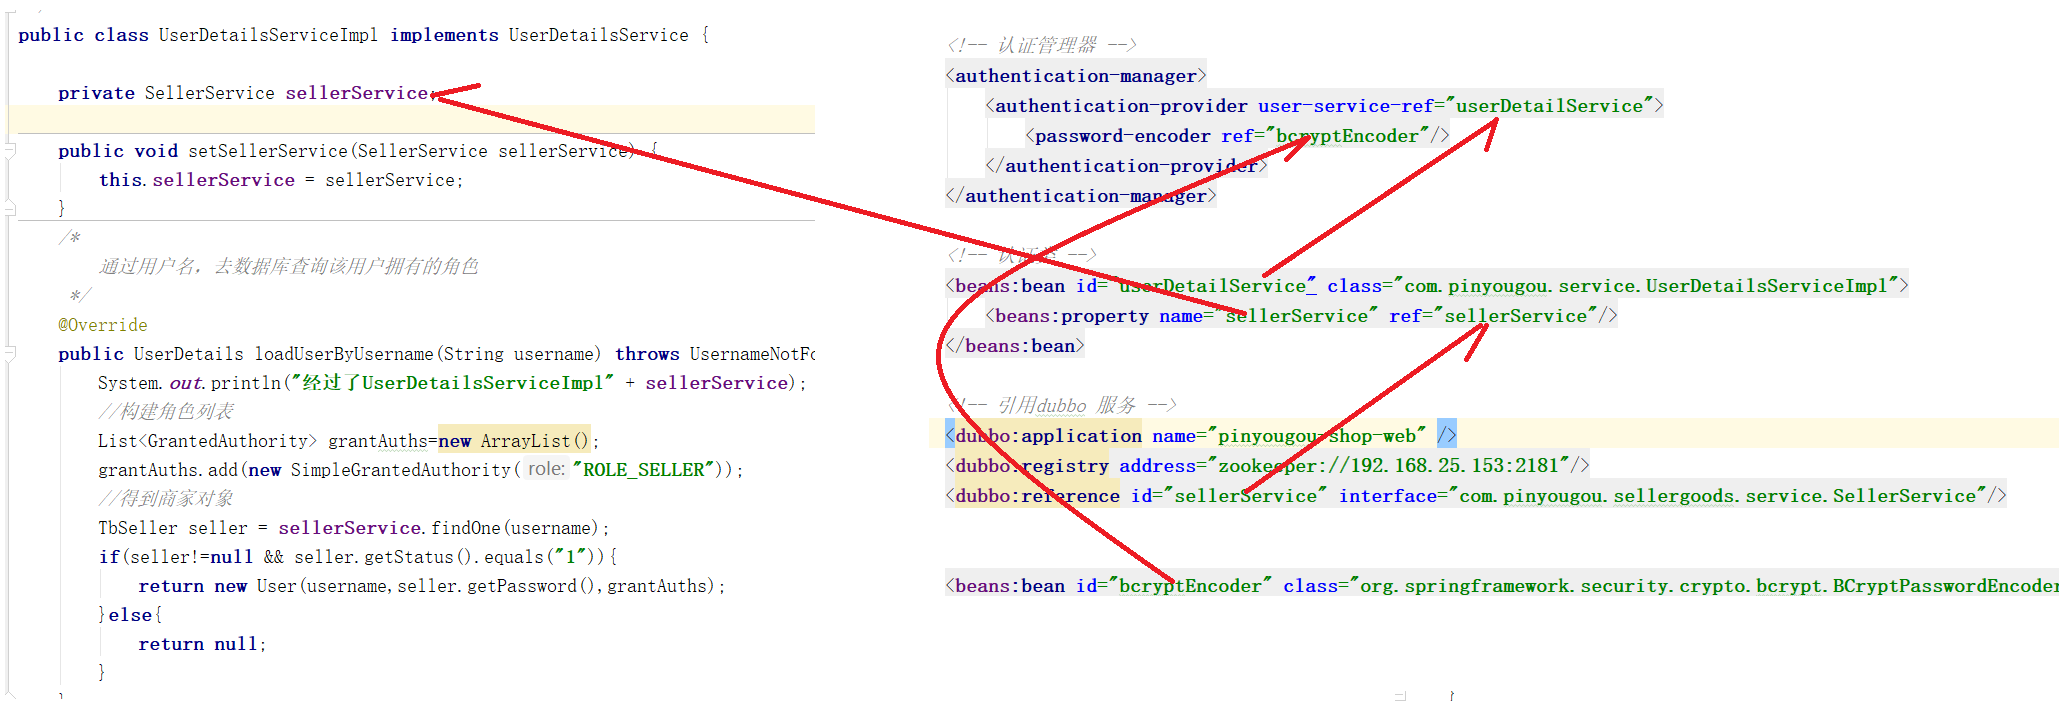 public class UserDetailsServiceImpl implements UserDetailsService {
private SellerService sellerService;
public void setSellerService(SellerService sellerService) {
this.sellerService = sellerService;
}
/*
通过用户名，去数据库查询该用户拥有的角色
*/
@Override
public UserDetails loadUserByUsername(String username) throws UsernameNotFo
System.out.println("经过了UserDetailsServiceImpl" + sellerService);
//构建角色列表
List<GrantedAuthority> grantAuths=new ArrayList();
grantAuths.add(new SimpleGrantedAuthority( role: "ROLE_SELLER"));
//得到商家对象
TbSeller seller = sellerService.findOne(username);
if(seller!=null && seller.getStatus().equals("1")){
return new User(username,seller.getPassword(),grantAuths);
}else{
return null;
}
<!-- 认证管理器 -->
<authentication-manager>
<authentication-provider user-service-ref="userDetailService">
<password-encoder ref="bcryptEncoder"/>
</authentication-provider>
</authentication-manager>
<!-- 认证类 -->
<beans:bean id="userDetailService" class="com.pinyougou.service.UserDetailsServiceImpl">
<beans:property name="sellerService" ref="sellerService"/>
</beans:bean>
<!-- 引用dubbo 服务 -->
<dubbo:application name="pinyougou-shop-web" />
<dubbo:registry address="zookeeper://192.168.25.153:2181"/>
<dubbo:reference id="sellerService" interface="com.pinyougou.sellergoods.service.SellerService"/>
<beans:bean id="bcryptEncoder" class="org.springframework.security.crypto.bcrypt.BCryptPasswordEncoder
}